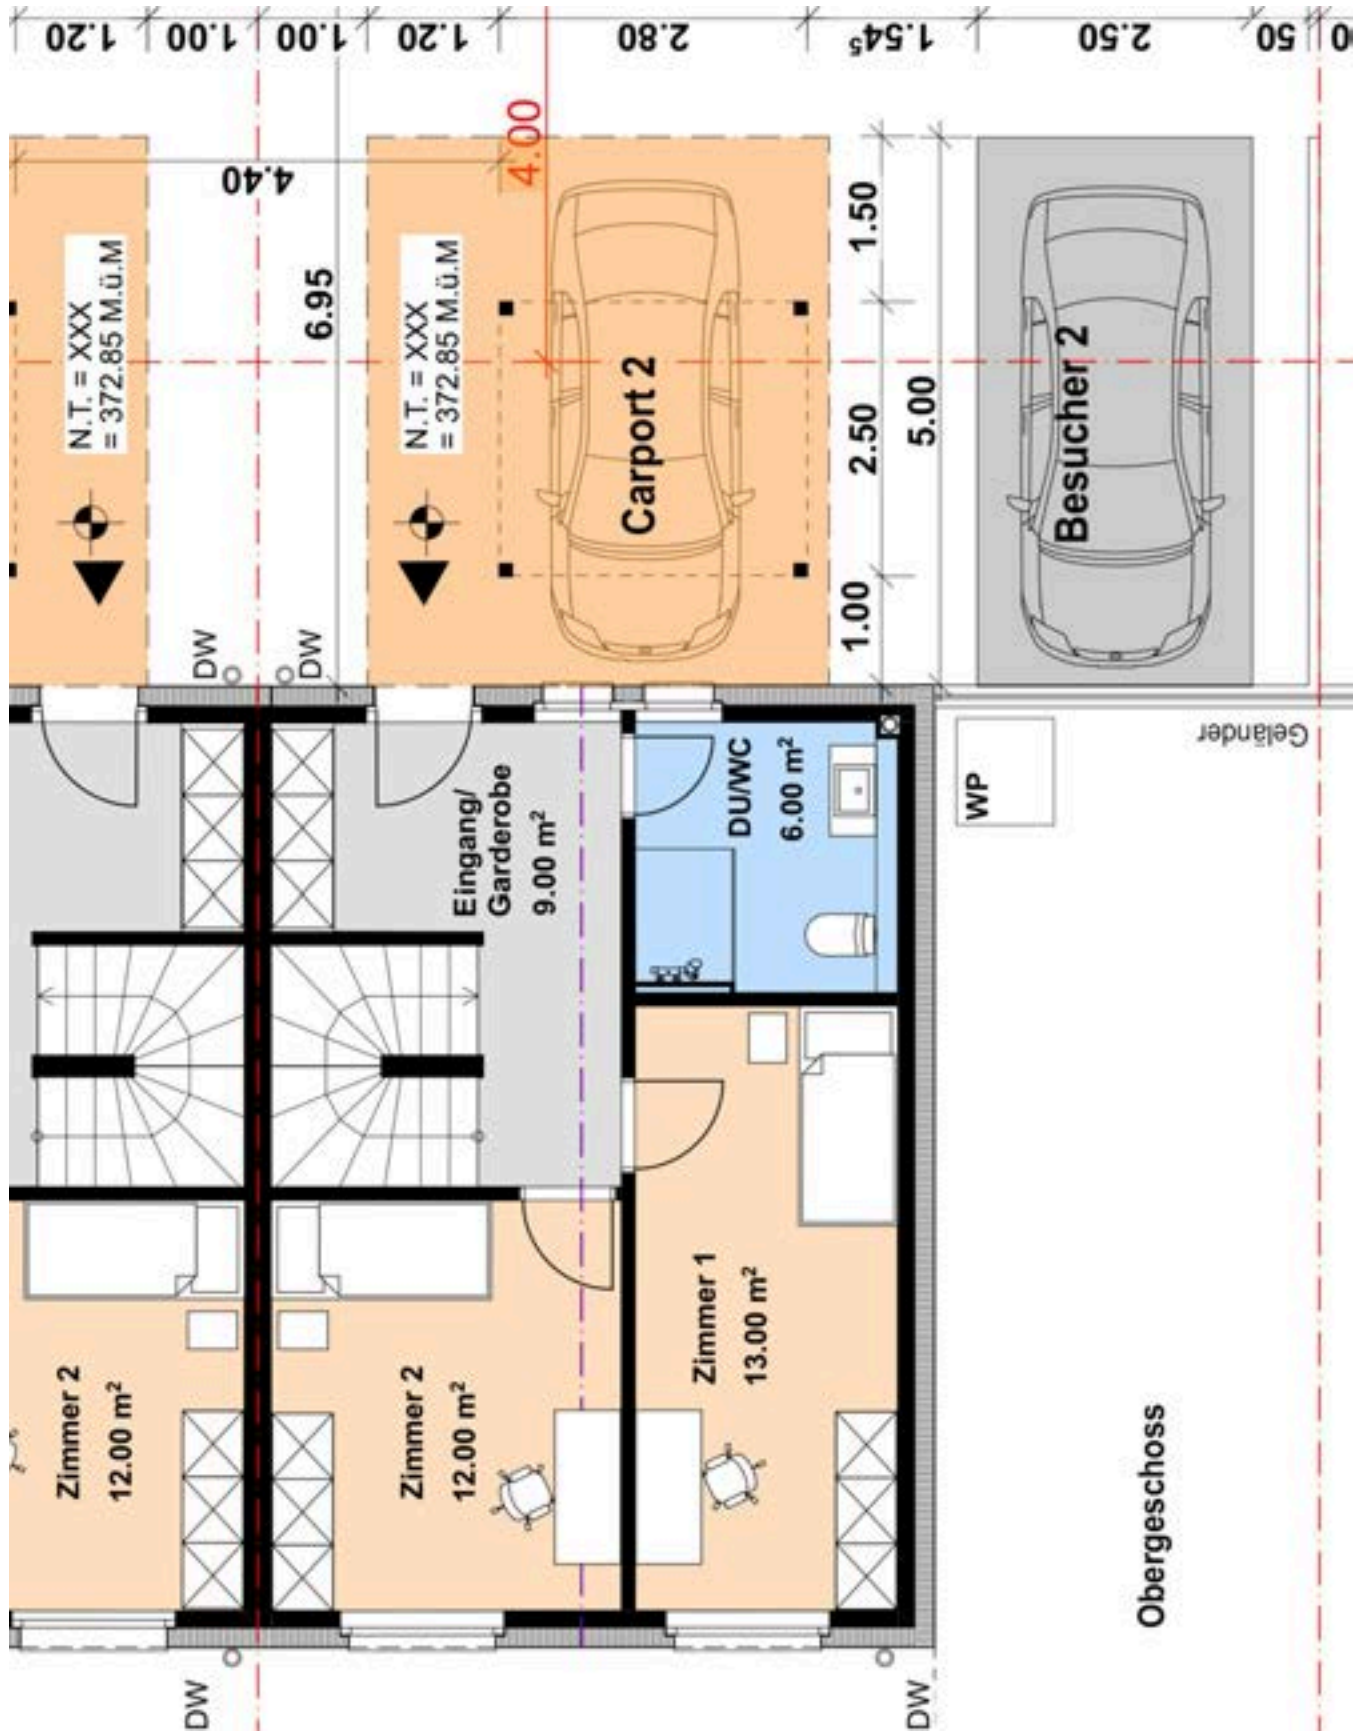 1.20
1.00
1.00
1.20
2.80
1.54⁵
2.50
50
4.40
4.00
6.95
N.T. = XXX
= 372.85 M.ü.M
N.T. = XXX
= 372.85 M.ü.M
Carport 2
1.50
2.50
1.00
5.00
Besucher 2
DW
DW
Geländer
WP
Eingang/
Garderobe
9.00 m²
DU/WC
6.00 m²
Zimmer 2
12.00 m²
Zimmer 2
12.00 m²
Zimmer 1
13.00 m²
Obergeschoss
DW
DW